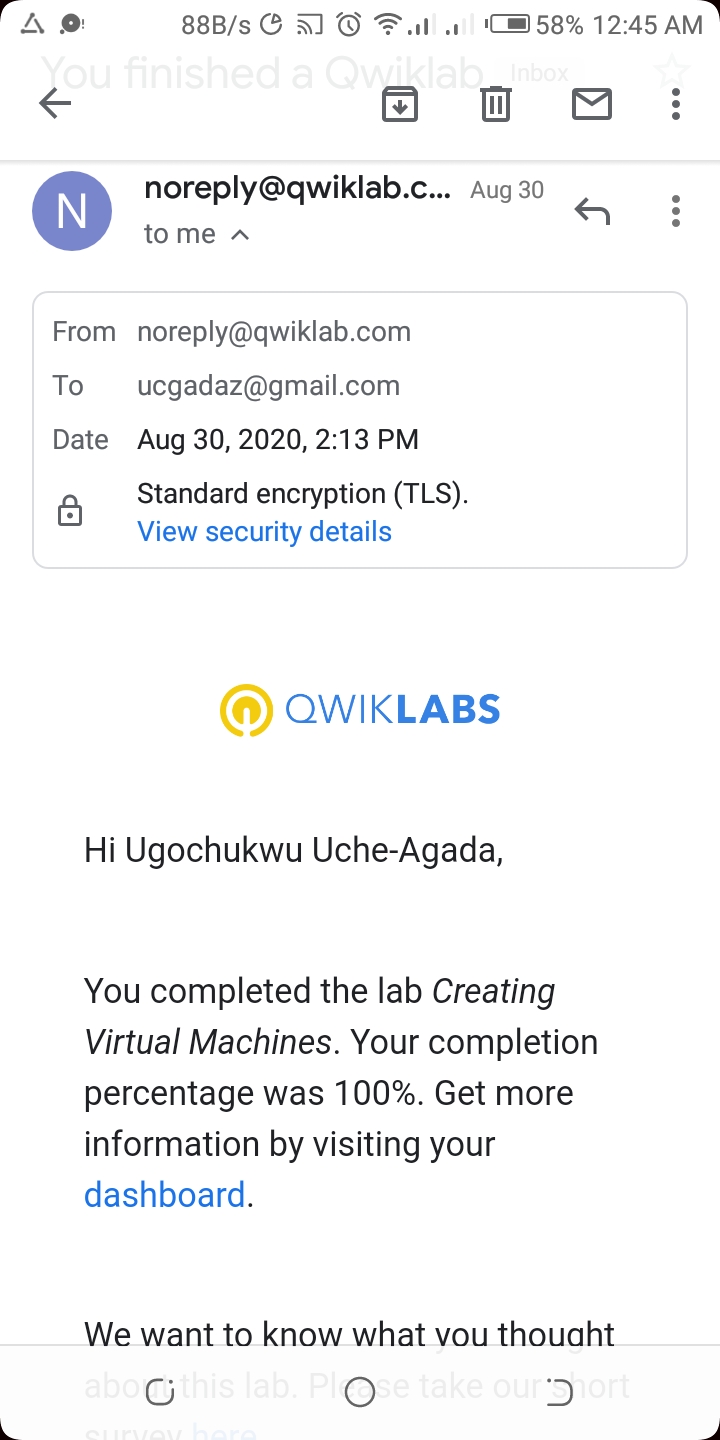 88B/s 58% 12:45 AM
You finished a Qwiklab Inbox
N
noreply@qwiklab.c... Aug 30
to me
From noreply@qwiklab.com
To ucgadaz@gmail.com
Date Aug 30, 2020, 2:13 PM
Standard encryption (TLS).
View security details
QWIKLABS
Hi Ugochukwu Uche-Agada,
You completed the lab Creating
Virtual Machines. Your completion
percentage was 100%. Get more
information by visiting your
dashboard.
We want to know what you thought
about this lab. Please take our short
survey here